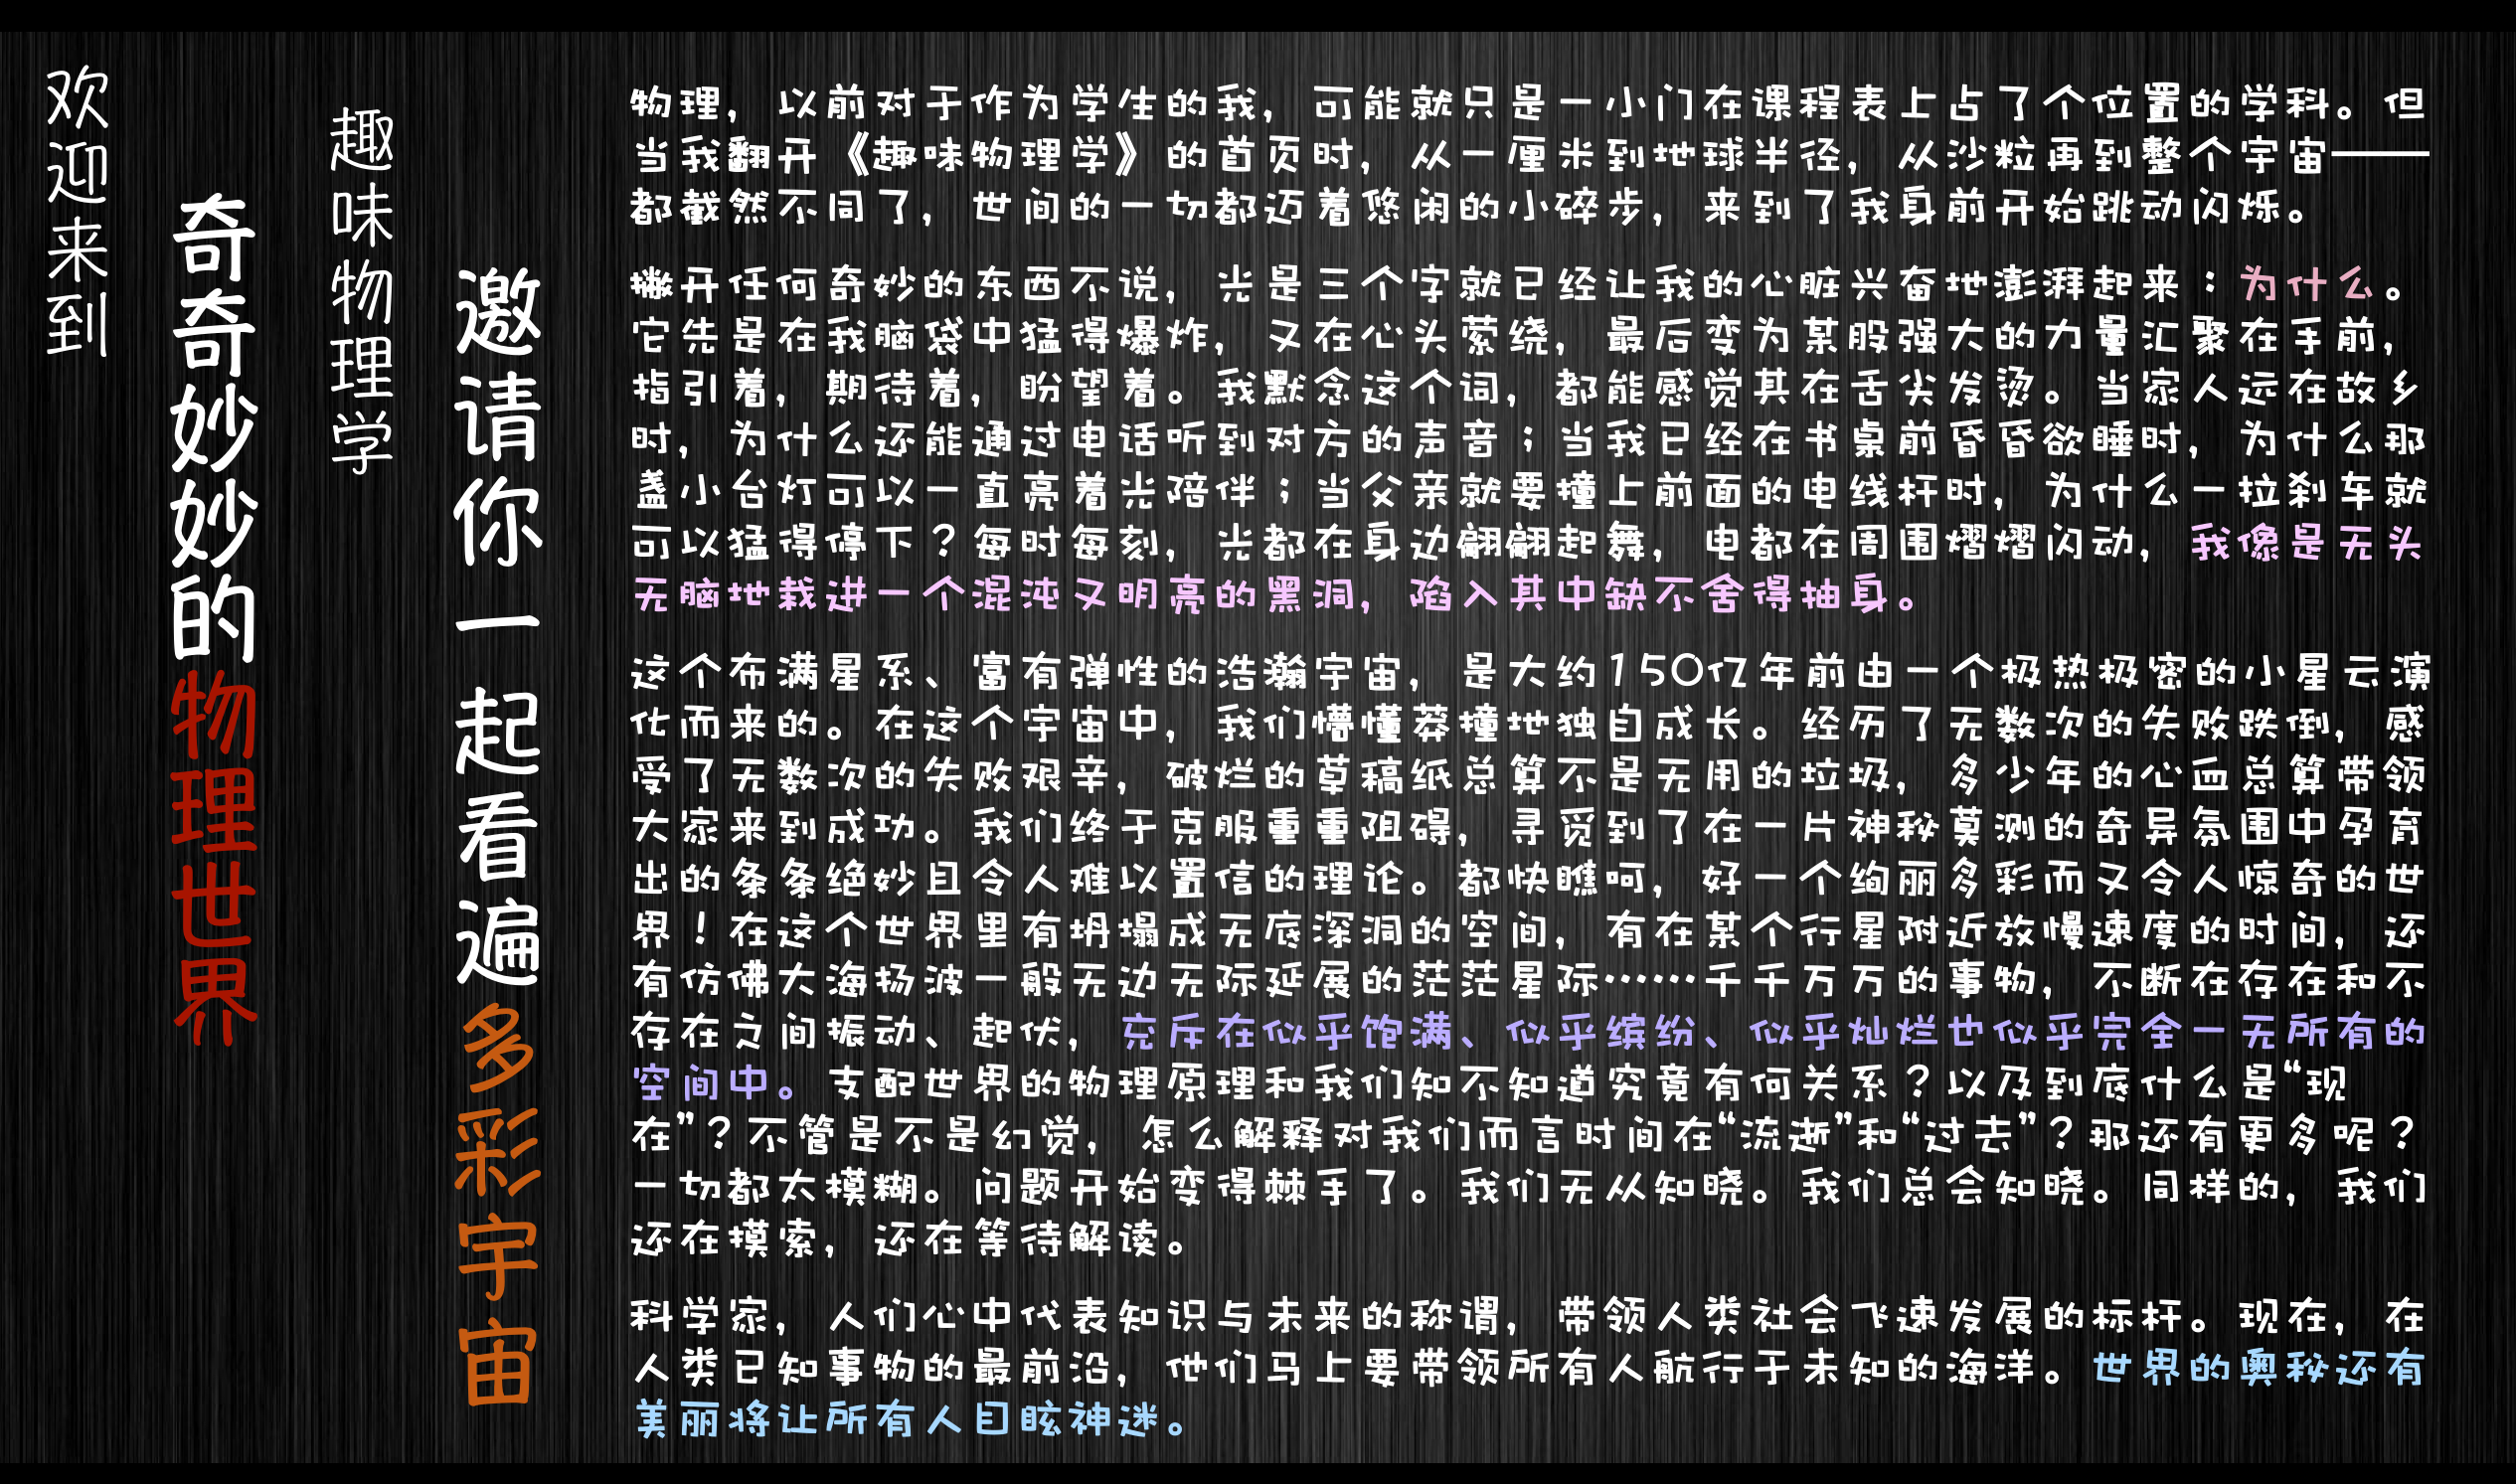 欢迎来到
奇奇妙妙的物理世界
趣味物理学
邀请你一起看遍多彩宇宙
物理，以前对于作为学生的我，可能就只是一小门在课程表上占了个位置的学科。但
当我翻开《趣味物理学》的首页时，从一厘米到地球半径，从沙粒再到整个宇宙——
都截然不同了，世间的一切都迈着悠闲的小碎步，来到了我身前开始跳动闪烁。
撇开任何奇妙的东西不说，光是三个字就已经让我的心脏兴奋地澎湃起来：为什么。
它先是在我脑袋中猛得爆炸，又在心头萦绕，最后变为某股强大的力量汇聚在手前，
指引着，期待着，盼望着。我默念这个词，都能感觉其在舌尖发烫。当家人远在故乡
时，为什么还能通过电话听到对方的声音；当我已经在书桌前昏昏欲睡时，为什么那
盏小台灯可以一直亮着光陪伴；当父亲就要撞上前面的电线杆时，为什么一拉刹车就
可以猛得停下？每时每刻，光都在身边翩翩起舞，电都在周围熠熠闪动，我像是无头
无脑地栽进一个混沌又明亮的黑洞，陷入其中缺不舍得抽身。
这个布满星系、富有弹性的浩瀚宇宙，是大约150亿年前由一个极热极密的小星云演
化而来的。在这个宇宙中，我们懵懂莽撞地独自成长。经历了无数次的失败跌倒，感
受了无数次的失败艰辛，破烂的草稿纸总算不是无用的垃圾，多少年的心血总算带领
大家来到成功。我们终于克服重重阻碍，寻觅到了在一片神秘莫测的奇异氛围中孕育
出的条条绝妙且令人难以置信的理论。都快瞧呵，好一个绚丽多彩而又令人惊奇的世
界！在这个世界里有坍塌成无底深洞的空间，有在某个行星附近放慢速度的时间，还
有仿佛大海扬波一般无边无际延展的茫茫星际……千千万万的事物，不断在存在和不
存在之间振动、起伏，充斥在似乎饱满、似乎缤纷、似乎灿烂也似乎完全一无所有的
空间中。支配世界的物理原理和我们知不知道究竟有何关系？以及到底什么是“现
在”？不管是不是幻觉，怎么解释对我们而言时间在“流逝”和“过去”？那还有更多呢？
一切都太模糊。问题开始变得棘手了。我们无从知晓。我们总会知晓。同样的，我们
还在摸索，还在等待解读。
科学家，人们心中代表知识与未来的称谓，带领人类社会飞速发展的标杆。现在，在
人类已知事物的最前沿，他们马上要带领所有人航行于未知的海洋。世界的奥秘还有
美丽将让所有人目眩神迷。